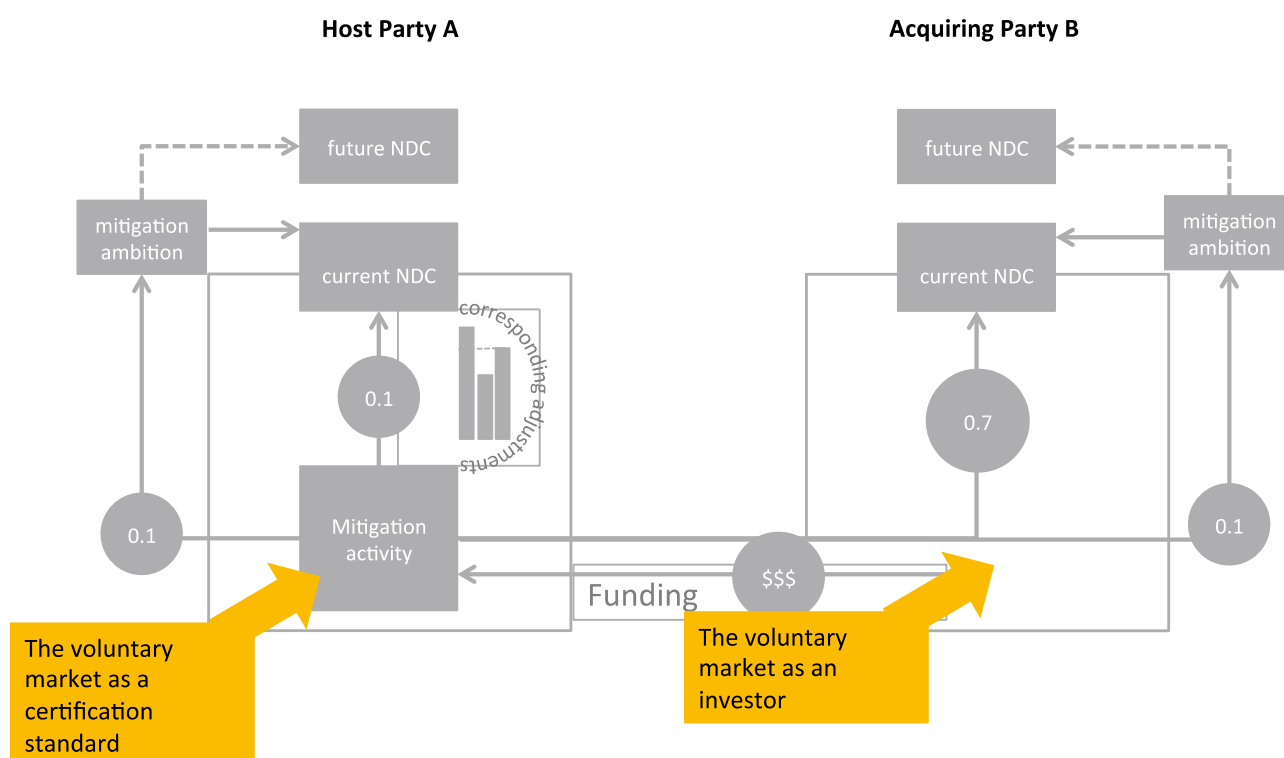 Host Party A
Acquiring Party B
future NDC
future NDC
mitigation
ambition
mitigation
ambition
current NDC
current NDC
corresponding adjustments
0.1
0.7
Mitigation
activity
0.1
0.1
$$$
Funding
The voluntary
market as a
certification
standard
The voluntary
market as an
investor